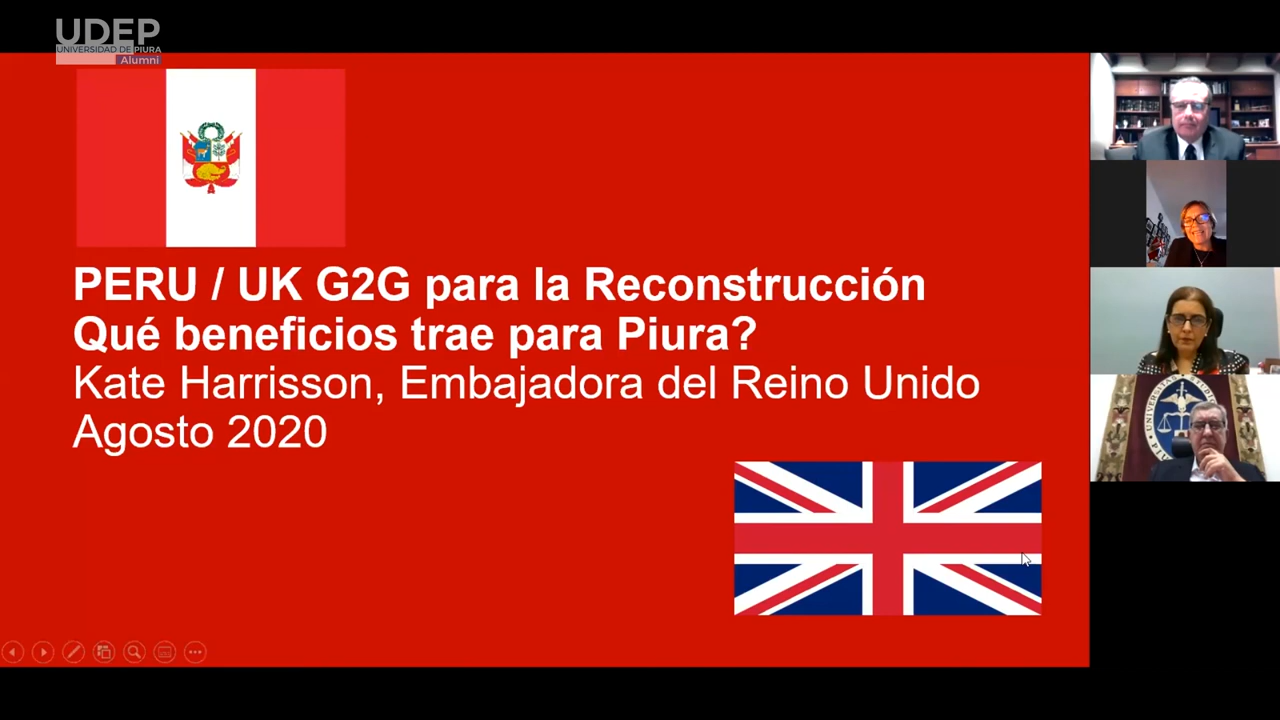 UDEP
UNIVERSIDAD DE PIURA
Alumni
PERU / UK G2G para la Reconstrucción
Qué beneficios trae para Piura?
Kate Harrisson, Embajadora del Reino Unido
Agosto 2020